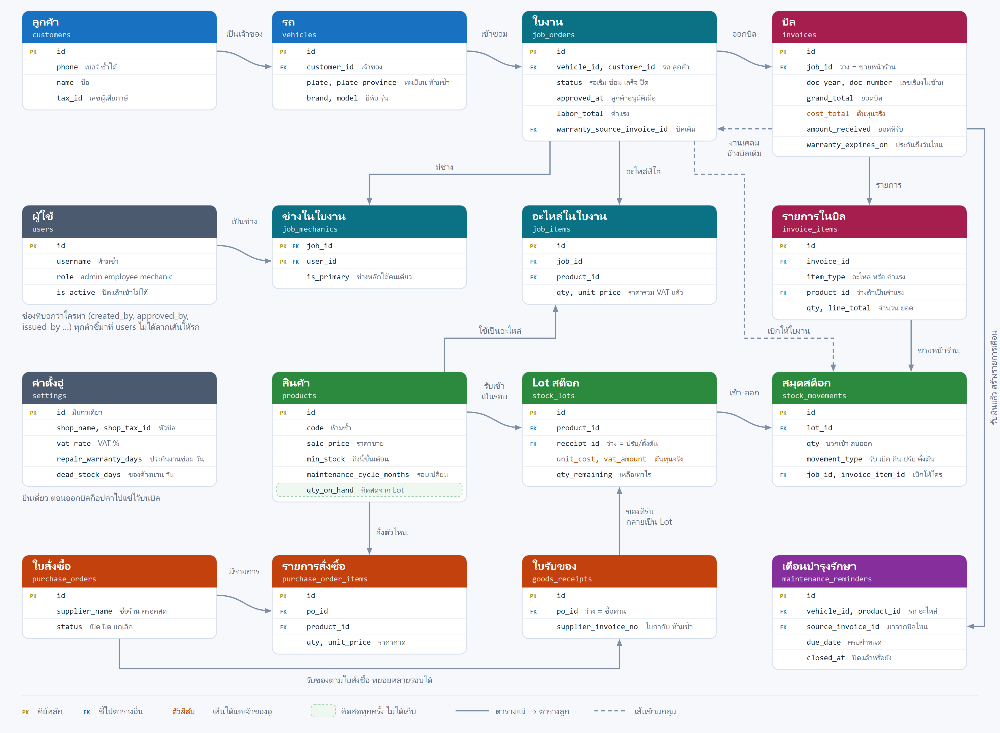 ลูกค้า
customers
PK id
phone เบอร์ ซ้ำได้
name ชื่อ
tax_id เลขผู้เสียภาษี
เป็นเจ้าของ
รถ
vehicles
PK id
FK customer_id เจ้าของ
plate, plate_province ทะเบียน ห้ามซ้ำ
brand, model ยี่ห้อ รุ่น
เข้าซ่อม
ใบงาน
job_orders
PK id
FK vehicle_id, customer_id รถ ลูกค้า
status รอเริ่ม ซ่อม เสร็จ ปิด
approved_at ลูกค้าอนุมัติเมื่อ
labor_total ค่าแรง
FK warranty_source_invoice_id บิลเดิม
ออกบิล
บิล
invoices
PK id
FK job_id ว่าง = ขายหน้าร้าน
doc_year, doc_number เลขเรียงไม่ข้าม
grand_total ยอดบิล
cost_total ต้นทุนจริง
amount_received ยอดที่รับ
warranty_expires_on ประกันถึงวันไหน
งานเคลม
อ้างบิลเดิม
มีช่าง
อะไหล่ที่ใส่
รายการ
ผู้ใช้
users
PK id
username ห้ามซ้ำ
role admin employee mechanic
is_active ปิดแล้วเข้าไม่ได้
ช่องที่บอกว่าใครทำ (created_by, approved_by,
issued_by ...) ทุกตัวชี้มาที่ users ไม่ได้ลากเส้นให้รก
เป็นช่าง
ช่างในใบงาน
job_mechanics
PK FK job_id
PK FK user_id
is_primary ช่างหลักได้คนเดียว
อะไหล่ในใบงาน
job_items
PK id
FK job_id
FK product_id
qty, unit_price ราคารวม VAT แล้ว
รายการในบิล
invoice_items
PK id
FK invoice_id
item_type อะไหล่ หรือ ค่าแรง
FK product_id ว่างถ้าเป็นค่าแรง
qty, line_total จำนวน ยอด
ใช้เป็นอะไหล่
เบิกให้ใบงาน
ขายหน้าร้าน
รับเงินแล้ว สร้างรายการเตือน
ค่าตั้งอู่
settings
PK id มีแถวเดียว
shop_name, shop_tax_id หัวบิล
vat_rate VAT %
repair_warranty_days ประกันงานซ่อม วัน
dead_stock_days ของค้างนาน วัน
ยืนเดี่ยว ตอนออกบิลก็อปค่าไปแช่ไว้บนบิล
สินค้า
products
PK id
code ห้ามซ้ำ
sale_price ราคาขาย
min_stock ถึงนี้ขึ้นเตือน
maintenance_cycle_months รอบเปลี่ยน
qty_on_hand คิดสดจาก Lot
รับเข้า
เป็นรอบ
Lot สต็อก
stock_lots
PK id
FK product_id
FK receipt_id ว่าง = ปรับ/ตั้งต้น
unit_cost, vat_amount ต้นทุนจริง
qty_remaining เหลือเท่าไร
เข้า-ออก
สมุดสต็อก
stock_movements
PK id
FK lot_id
qty บวกเข้า ลบออก
movement_type รับ เบิก คืน ปรับ ตั้งต้น
FK job_id, invoice_item_id เบิกให้ใคร
สั่งตัวไหน
ของที่รับ
กลายเป็น Lot
ใบสั่งซื้อ
purchase_orders
PK id
supplier_name ชื่อร้าน กรอกสด
status เปิด ปิด ยกเลิก
มีรายการ
รายการสั่งซื้อ
purchase_order_items
PK id
FK po_id
FK product_id
qty, unit_price ราคาคาด
ใบรับของ
goods_receipts
PK id
FK po_id ว่าง = ซื้อด่วน
supplier_invoice_no ใบกำกับ ห้ามซ้ำ
เตือนบำรุงรักษา
maintenance_reminders
PK id
FK vehicle_id, product_id รถ อะไหล่
FK source_invoice_id มาจากบิลไหน
due_date ครบกำหนด
closed_at ปิดแล้วหรือยัง
รับของตามใบสั่งซื้อ ทยอยหลายรอบได้
PK คีย์หลัก FK ชี้ไปตารางอื่น ตัวสีส้ม เห็นได้แค่เจ้าของอู่ คิดสดทุกครั้ง ไม่ได้เก็บ ตารางแม่ → ตารางลูก เส้นข้ามกลุ่ม